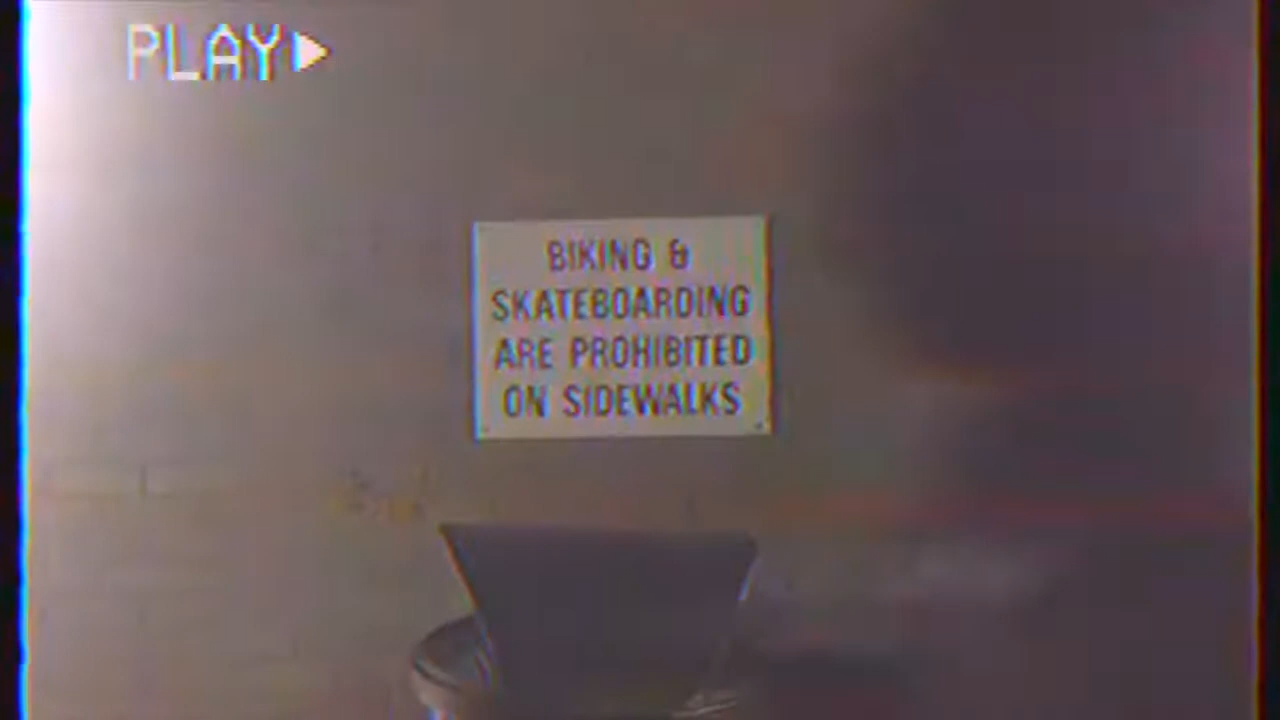 PLAY
BIKING &
SKATEBOARDING
ARE PROHIBITED
ON SIDEWALKS